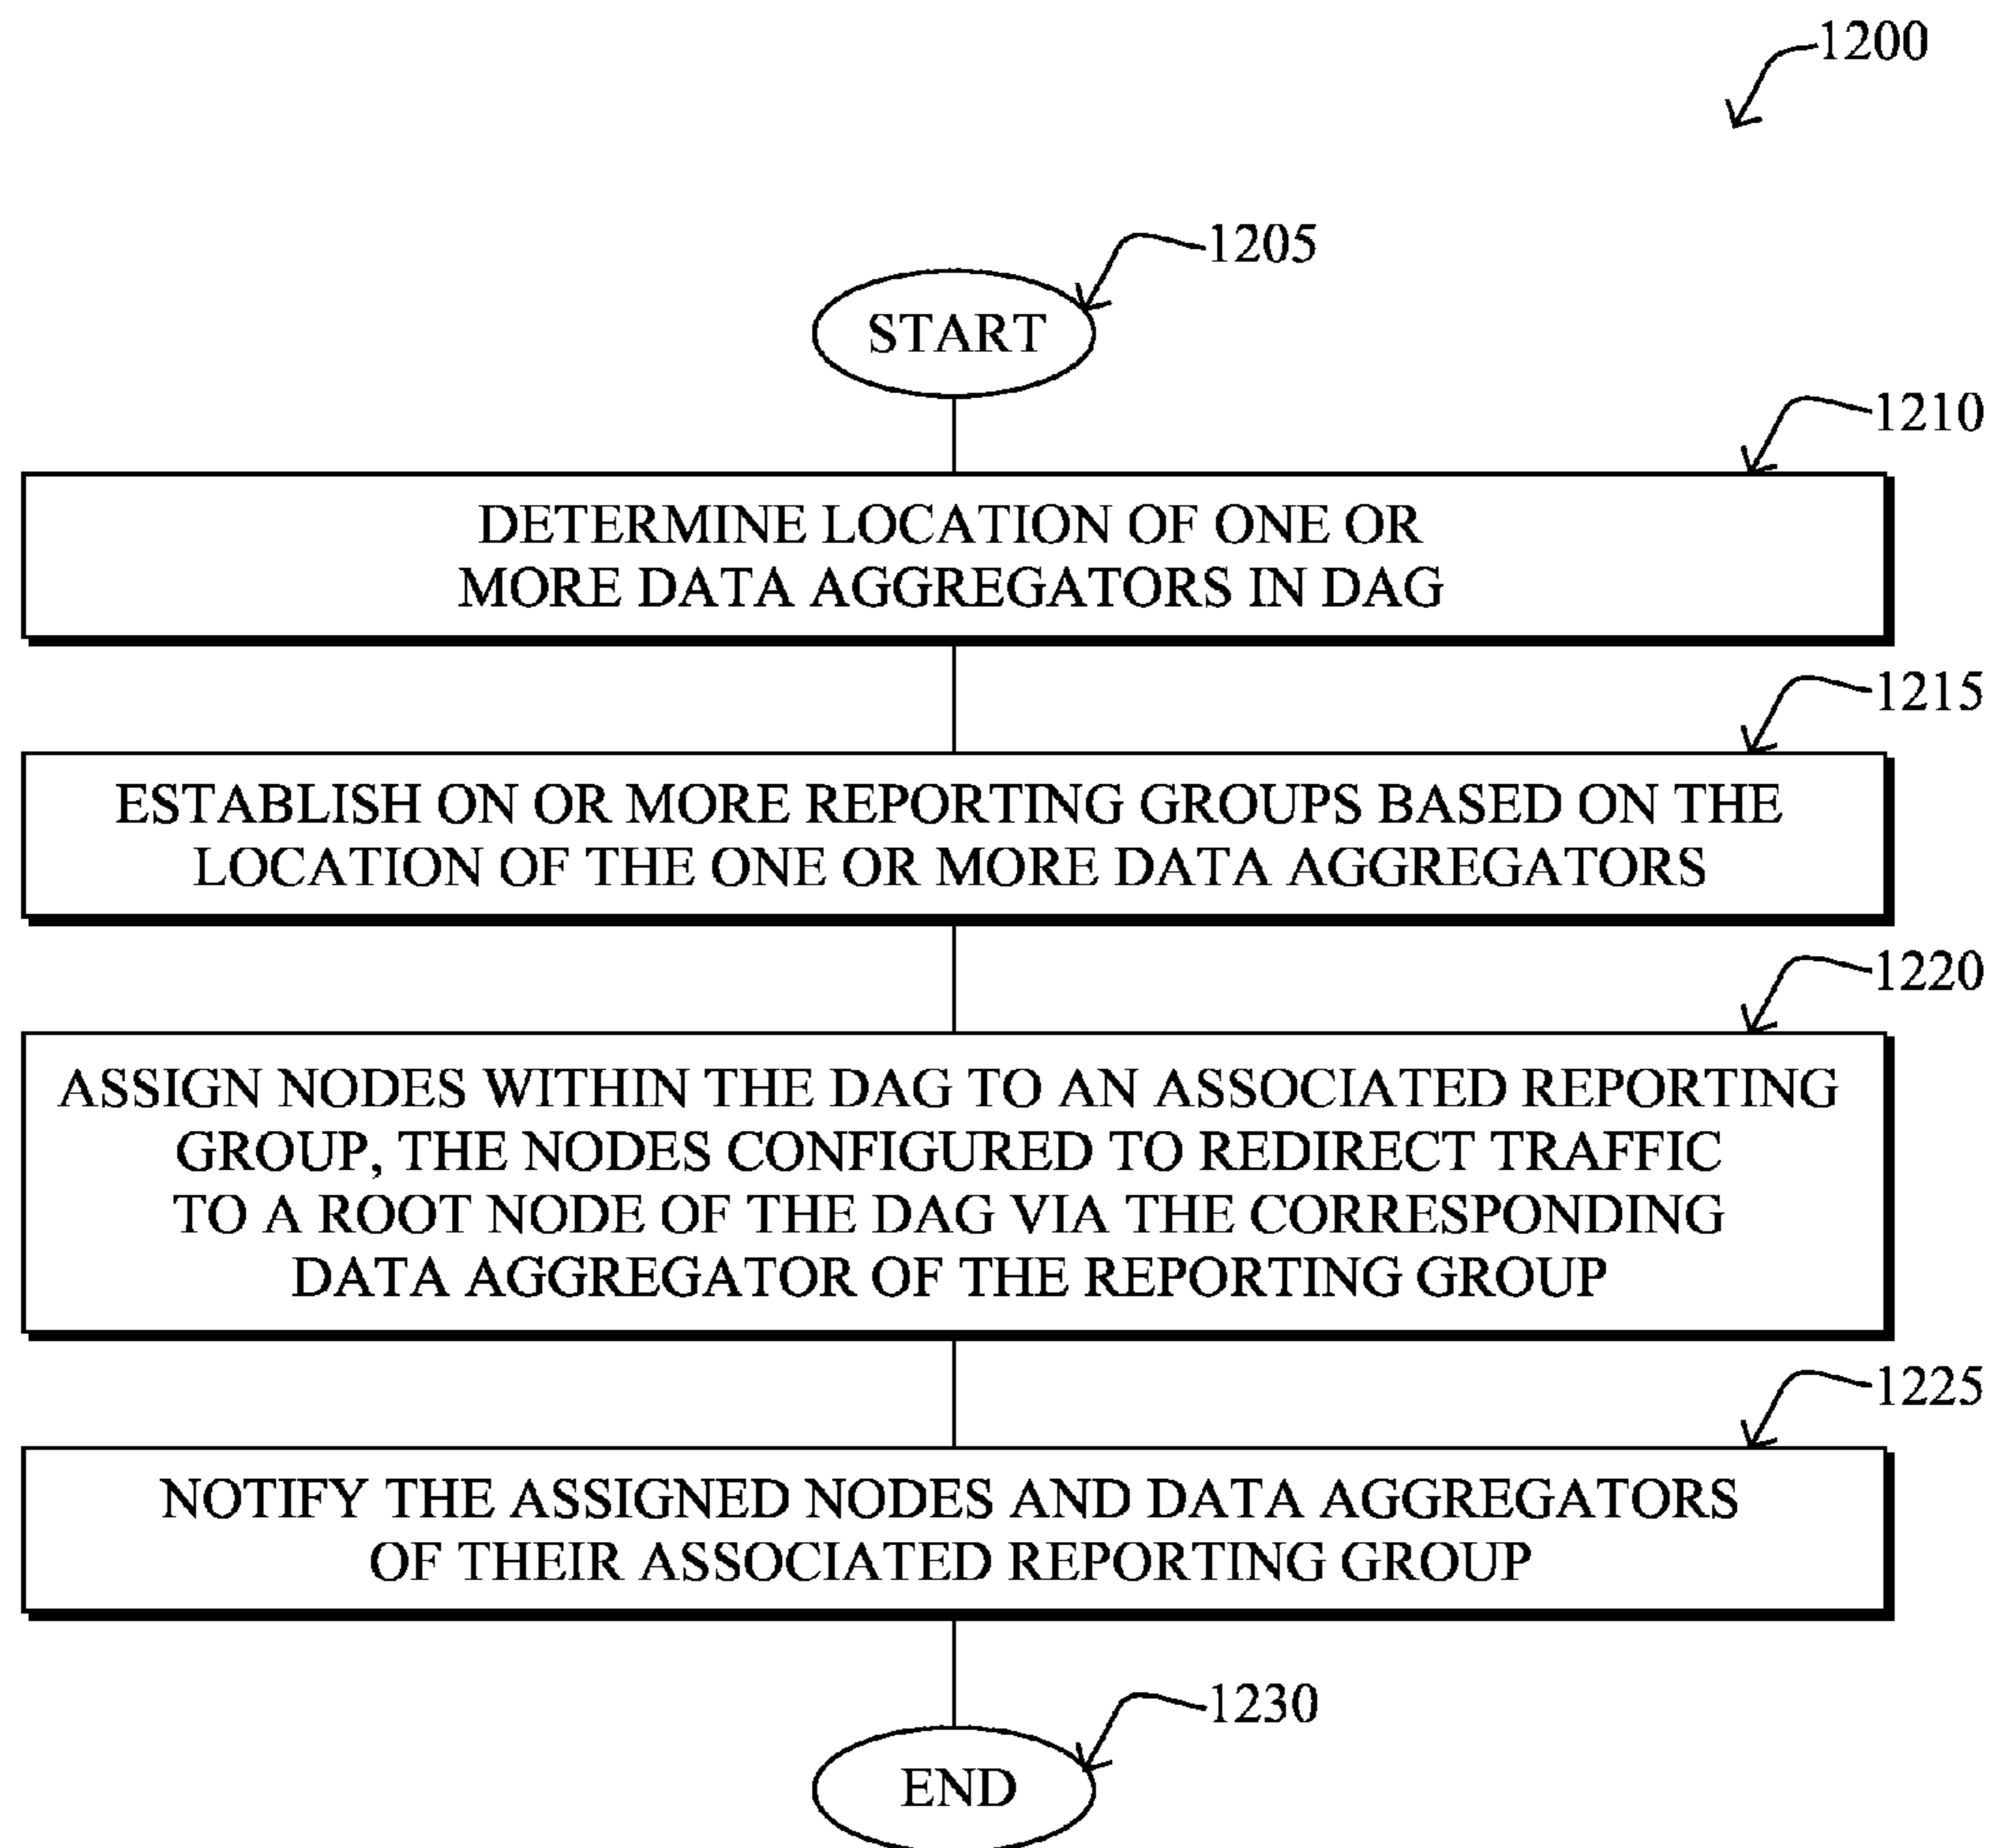 1200
1205
START
1210
DETERMINE LOCATION OF ONE OR
MORE DATA AGGREGATORS IN DAG
1215
ESTABLISH ON OR MORE REPORTING GROUPS BASED ON THE
LOCATION OF THE ONE OR MORE DATA AGGREGATORS
1220
ASSIGN NODES WITHIN THE DAG TO AN ASSOCIATED REPORTING
GROUP, THE NODES CONFIGURED TO REDIRECT TRAFFIC
TO A ROOT NODE OF THE DAG VIA THE CORRESPONDING
DATA AGGREGATOR OF THE REPORTING GROUP
1225
NOTIFY THE ASSIGNED NODES AND DATA AGGREGATORS
OF THEIR ASSOCIATED REPORTING GROUP
1230
END